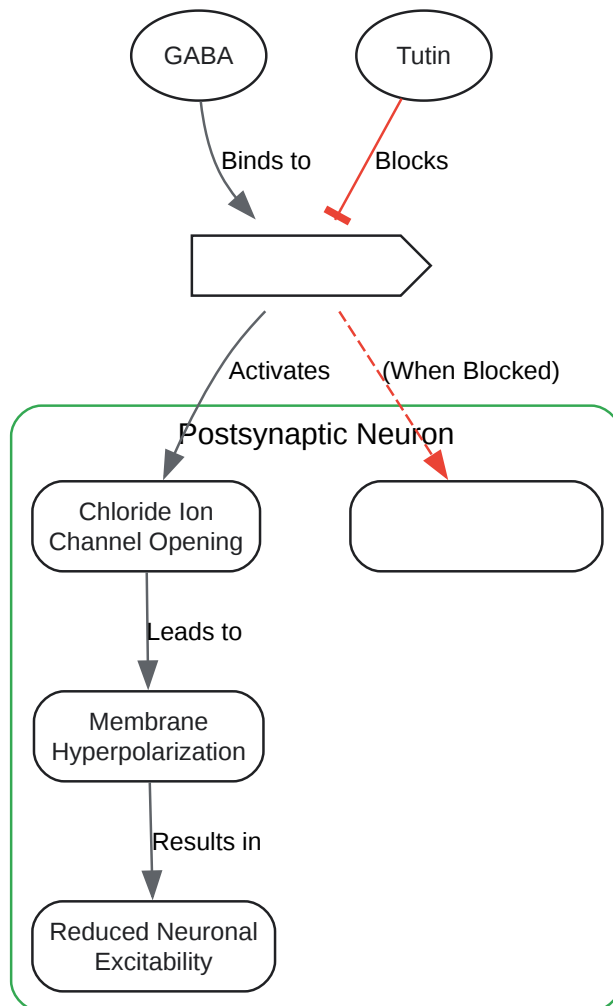 GABA
Tutin
Binds to
Blocks
Activates
(When Blocked)
Postsynaptic Neuron
Chloride Ion
Channel Opening
Leads to
Membrane
Hyperpolarization
Results in
Reduced Neuronal
Excitability